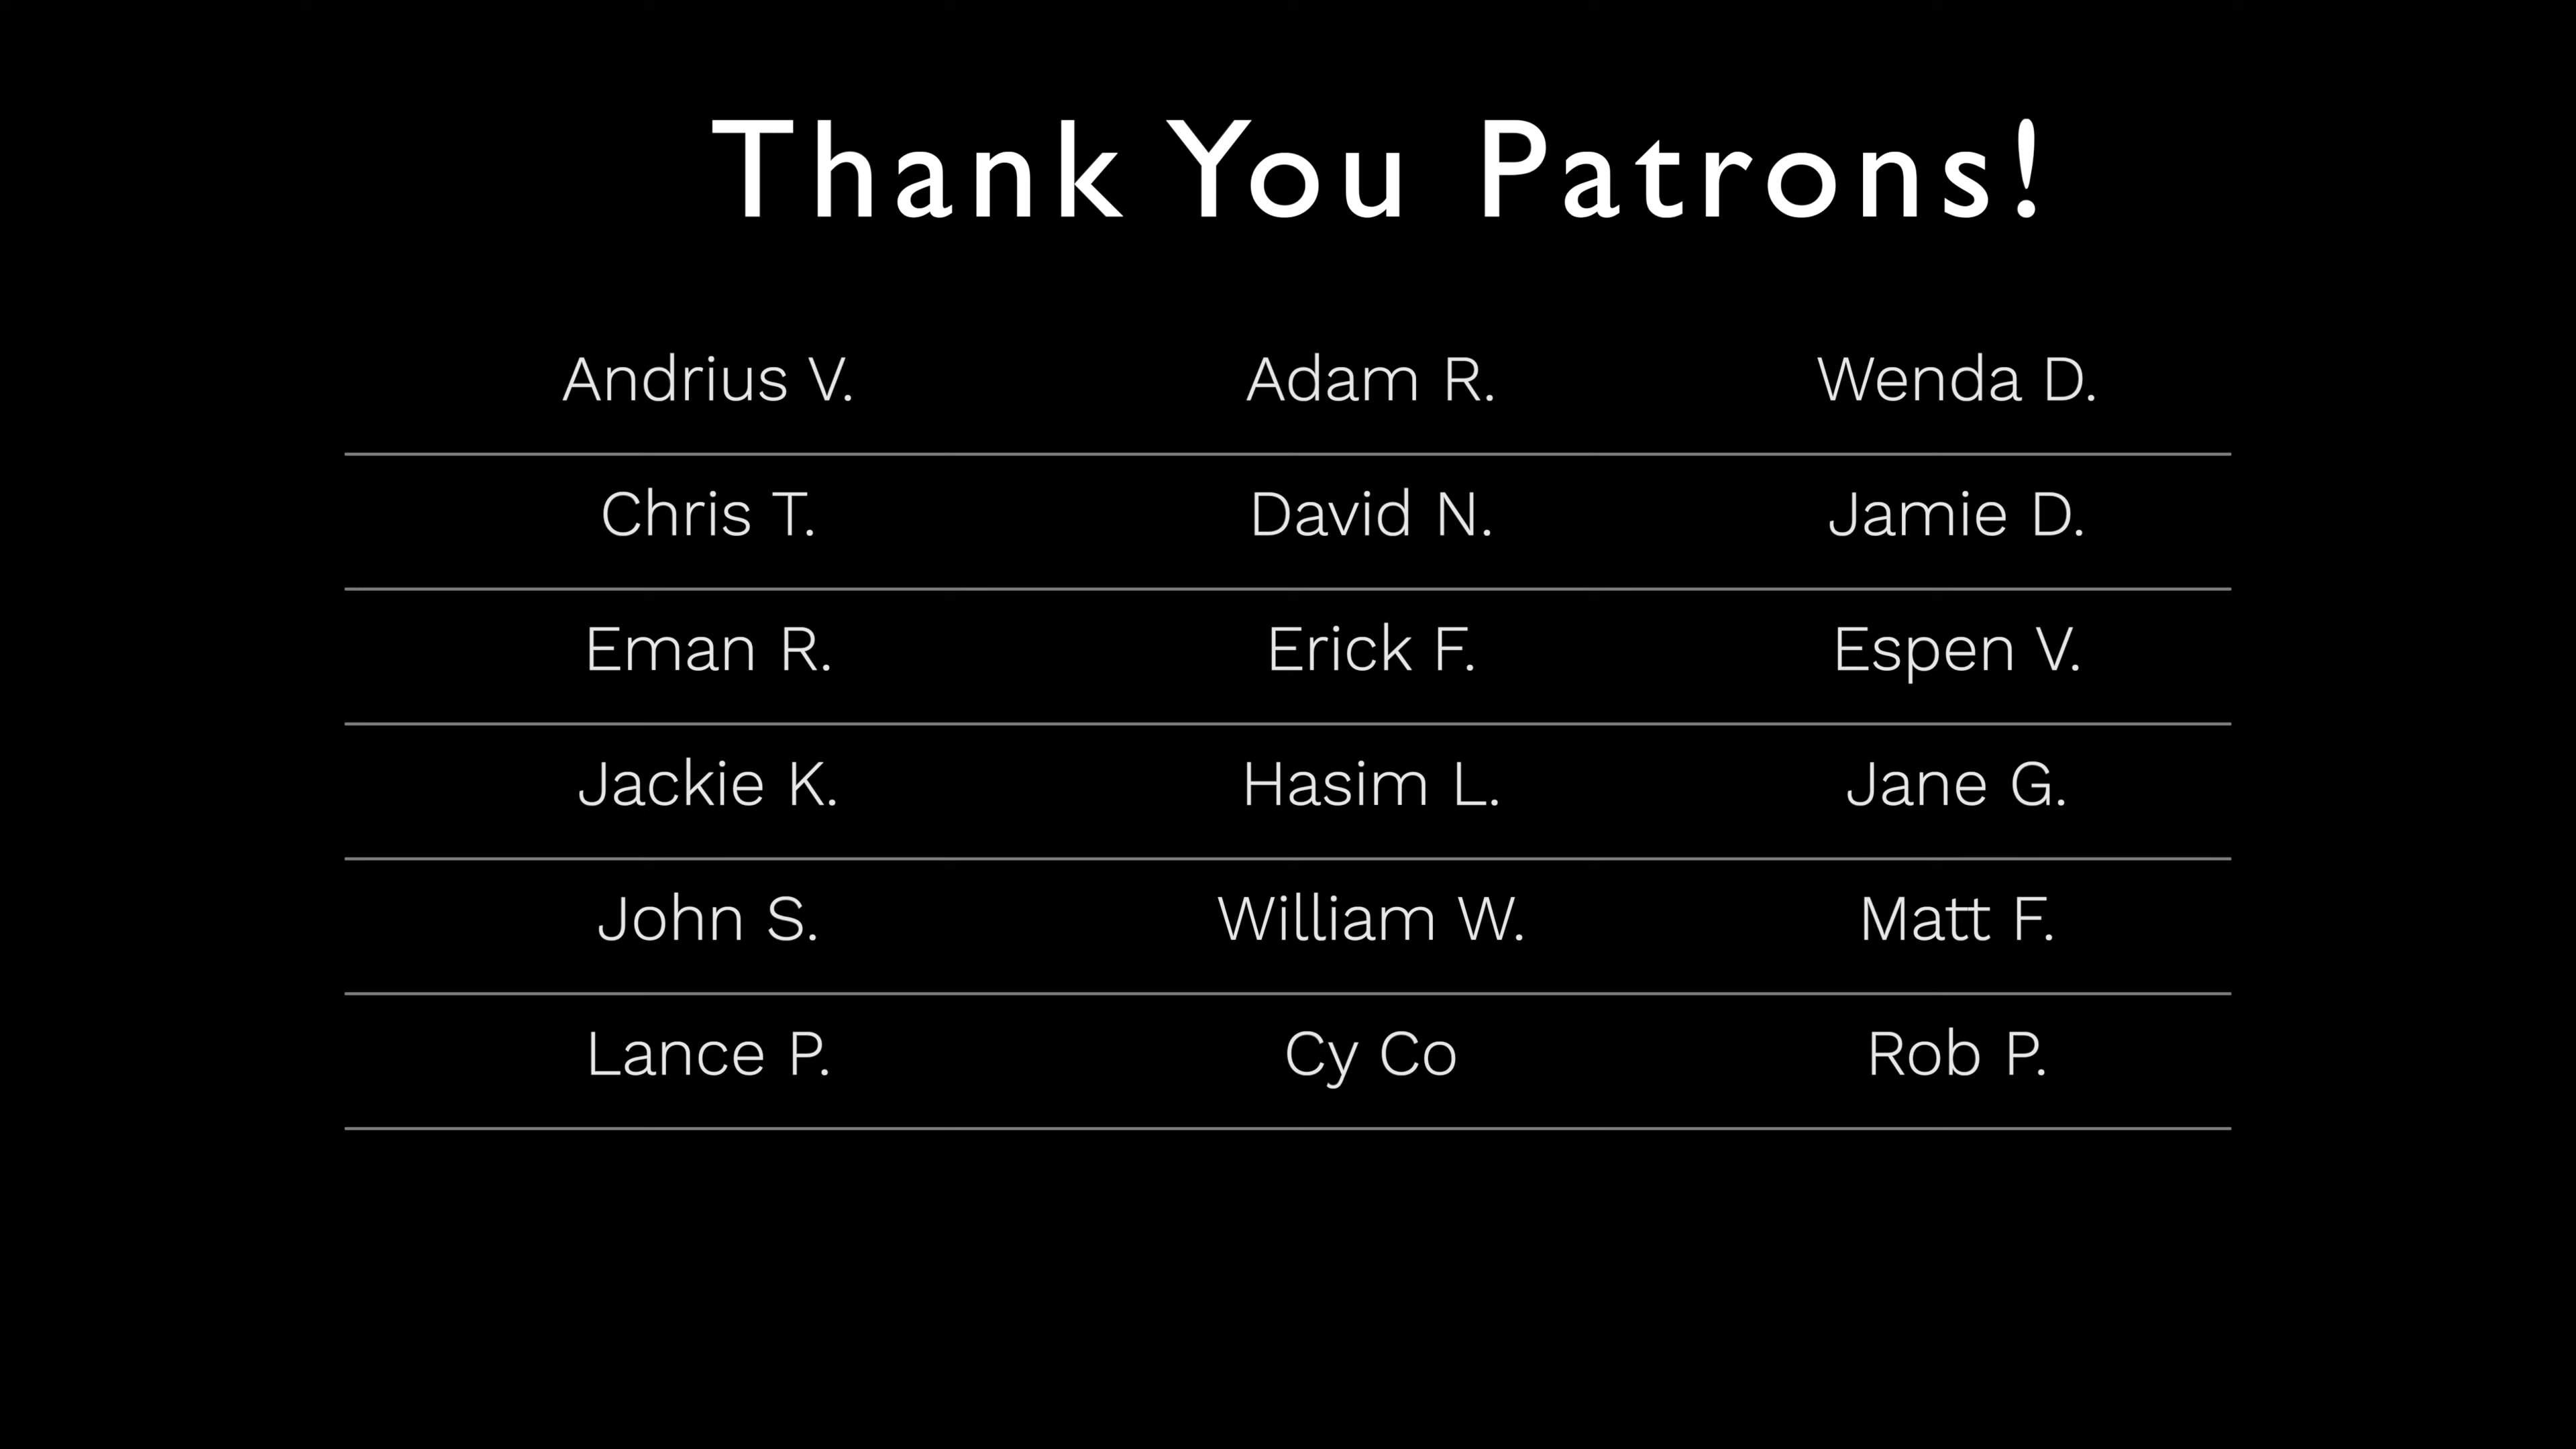 Thank You Patrons!
Andrius V. Adam R. Wenda D.
Chris T. David N. Jamie D.
Eman R. Erick F. Espen V.
Jackie K. Hasim L. Jane G.
John S. William W. Matt F.
Lance P. Cy Co Rob P.